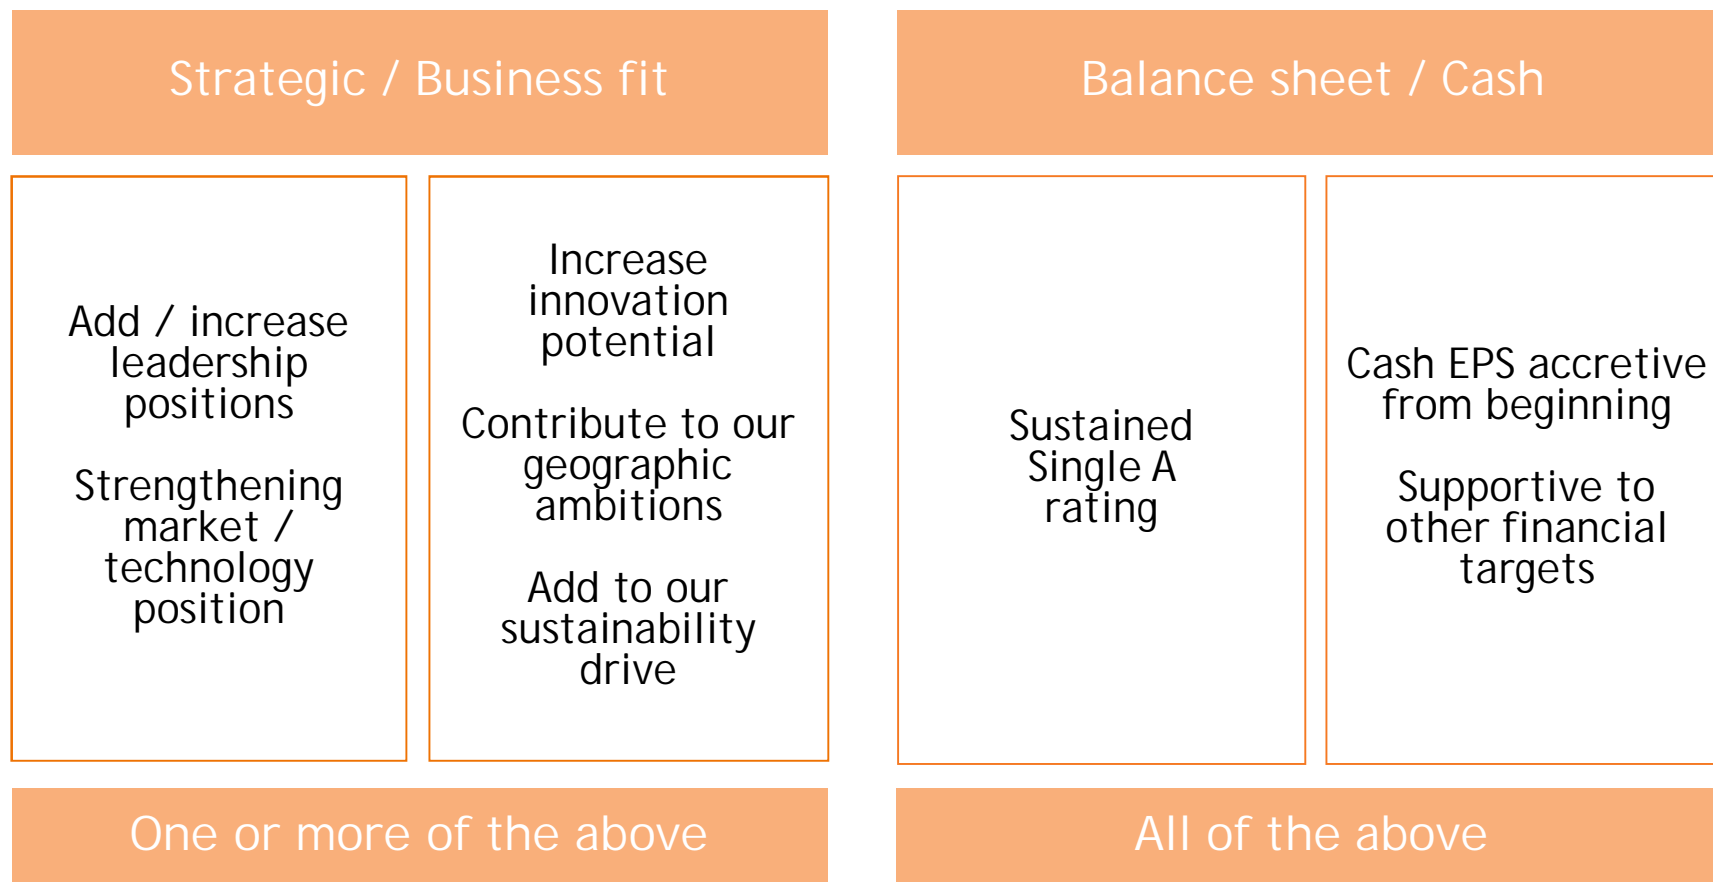 Strategic / Business fit
Add / increase
leadership
positions
Strengthening
market /
technology
position
Increase
innovation
potential
Contribute to our
geographic
ambitions
Add to our
sustainability
drive
One or more of the above
Balance sheet / Cash
Sustained
Single A
rating
Cash EPS accretive
from beginning
Supportive to
other financial
targets
All of the above